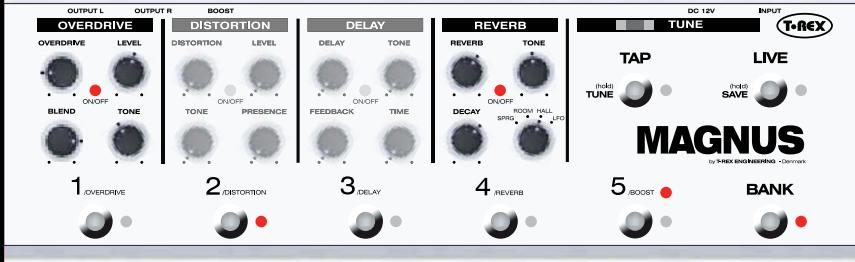 OUTPUT L OUTPUT R BOOST DC 12V INPUT
OVERDRIVE DISTORTION DELAY REVERB TUNE T-REX
OVERDRIVE LEVEL DISTORTION LEVEL DELAY TONE REVERB TONE
TAP LIVE
(hold) TUNE (hold) SAVE
ON/OFF ON/OFF ON/OFF ON/OFF
BLEND TONE TONE PRESENCE FEEDBACK TIME DECAY SPRG ROOM HALL LFO
MAGNUS
by T-REX ENGINEERING - Denmark
1 /OVERDRIVE 2 /DISTORTION 3 /DELAY 4 /REVERB 5 /BOOST BANK